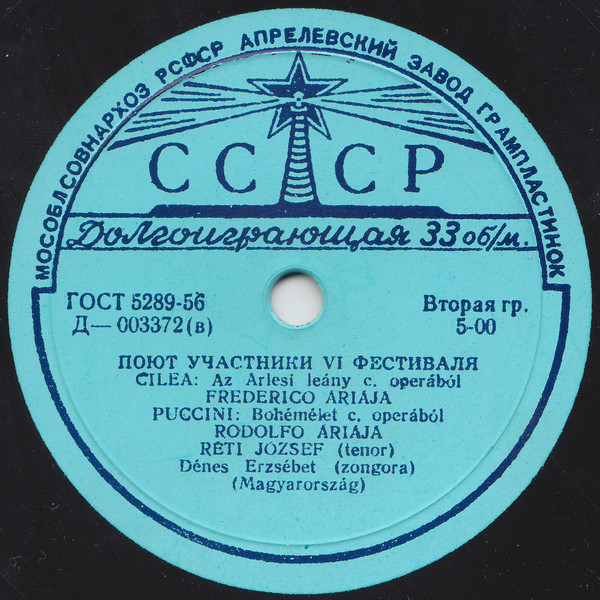 МОСОБЛСОВНАРХОЗ РСФСР АПРЕЛЕВСКИЙ ЗАВОД ГРАМПЛАСТИНОК
СССР
Долгоиграющая 33 об/м.
ГОСТ 5289-56
Д—003372(в)
Вторая гр.
5-00
ПОЮТ УЧАСТНИКИ VI ФЕСТИВАЛЯ
CILEA: Az Arlesi leány c. operából
FREDERICO ÁRIÁJA
PUCCINI: Bohémélet c. operából
RODOLFO ÁRIÁJA
RÉTI JÓZSEF (tenor)
Dénes Erzsébet (zongora)
(Magyarország)